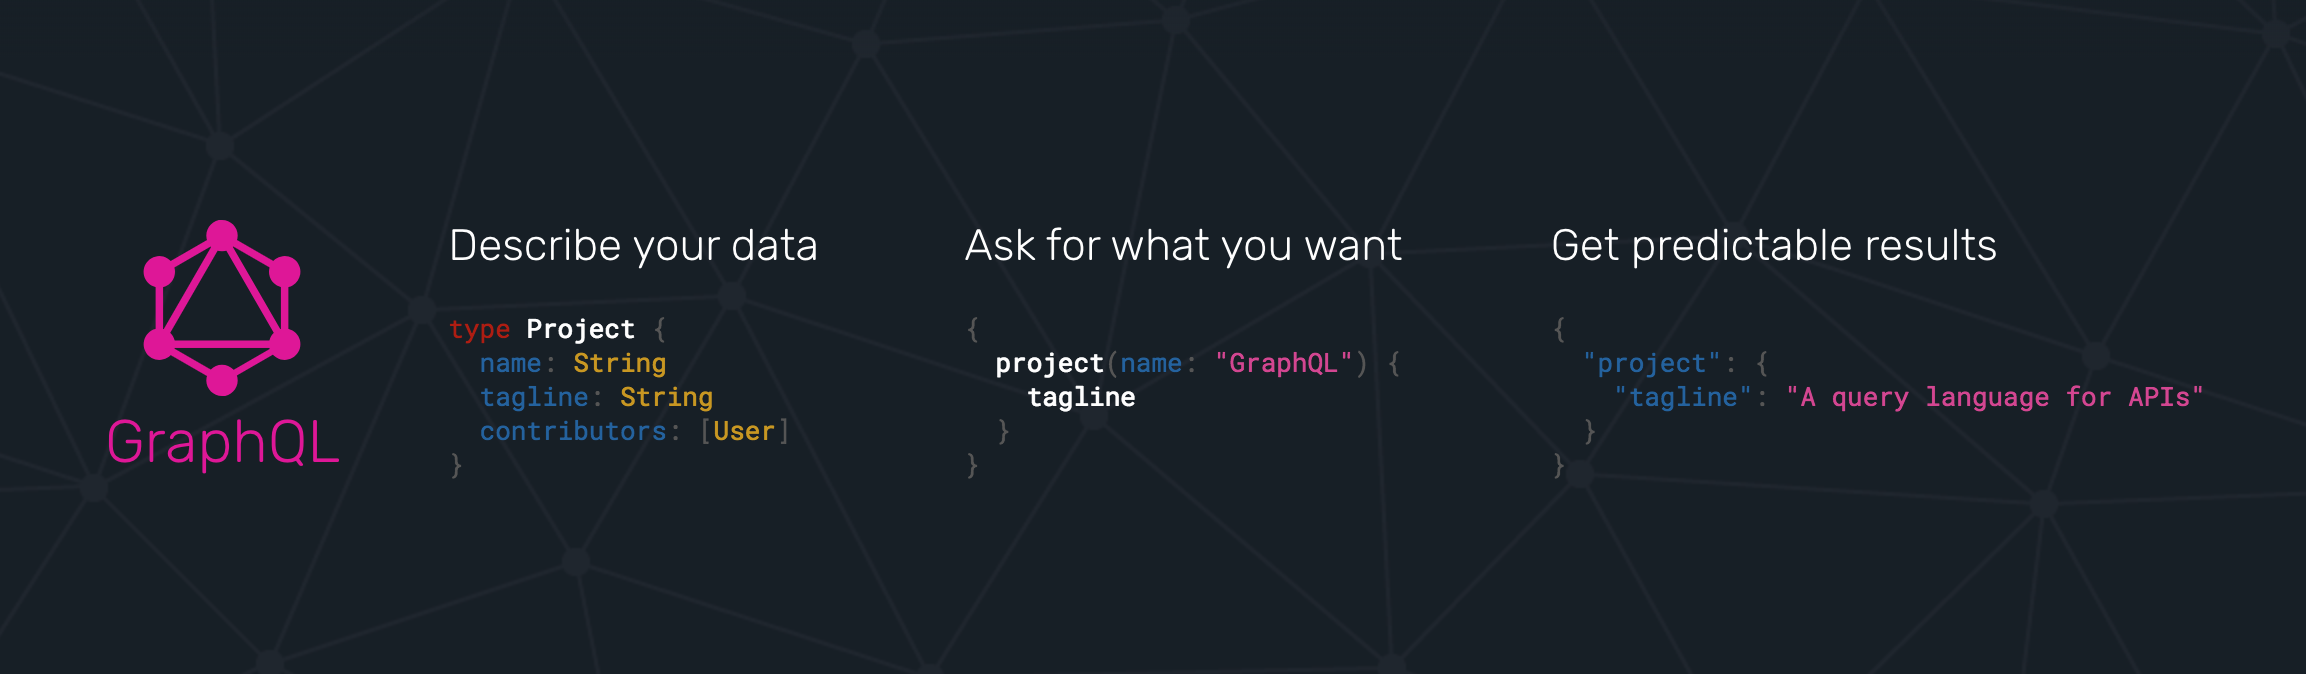 GraphQL
Describe your data
type Project {
  name: String
  tagline: String
  contributors: [User]
}
Ask for what you want
{
  project(name: "GraphQL") {
    tagline
  }
}
Get predictable results
{
  "project": {
    "tagline": "A query language for APIs"
  }
}